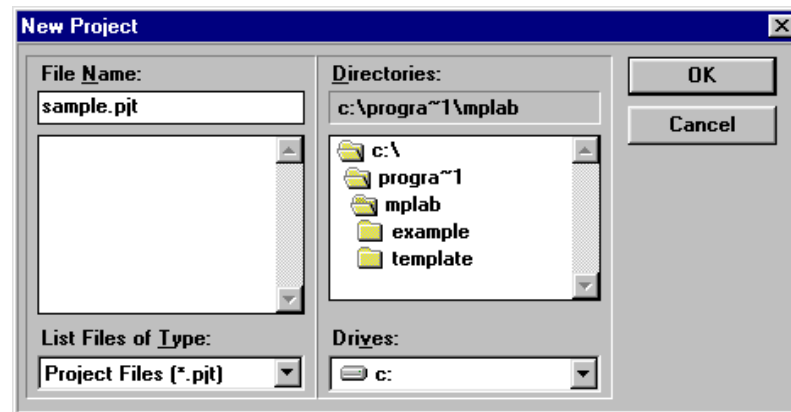 New Project
File Name:
sample.pjt
List Files of Type:
Project Files (*.pjt)
Directories:
c:\progra~1\mplab
c:\
progra~1
mplab
example
template
Drives:
c:
OK
Cancel